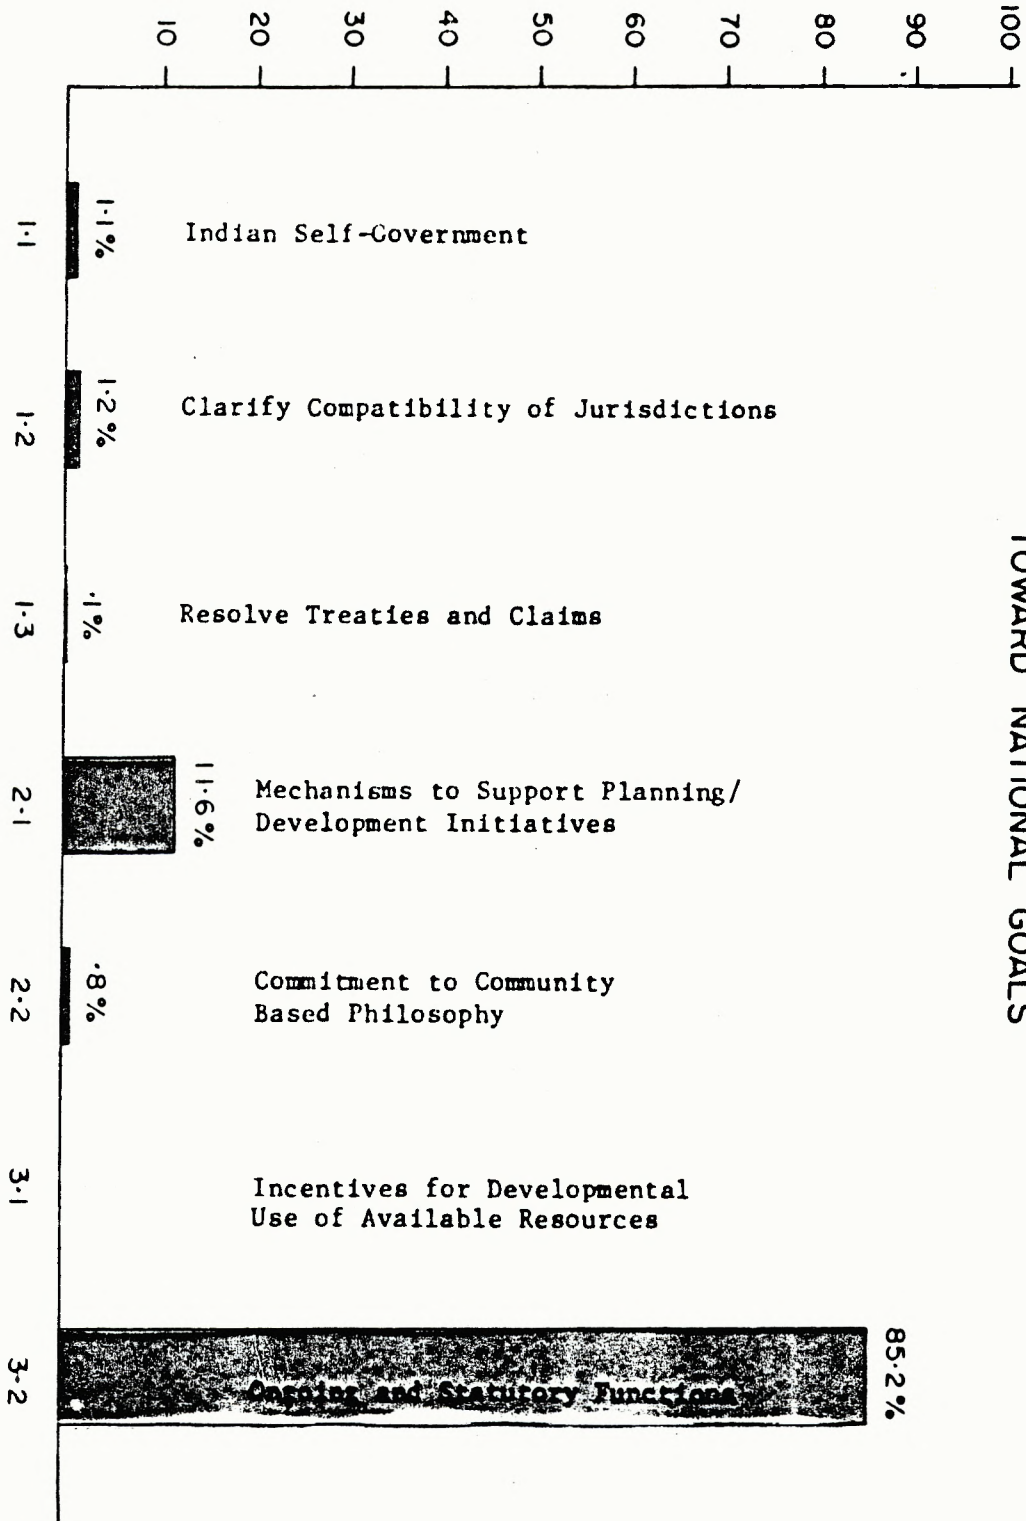 TOWARD NATIONAL GOALS
100
90
80
70
60
50
40
30
20
10
1·1%
Indian Self-Government
1·1
1·2%
Clarify Compatibility of Jurisdictions
1·2
·1%
Resolve Treaties and Claims
1·3
11·6%
Mechanisms to Support Planning/
Development Initiatives
2·1
·8%
Commitment to Community
Based Philosophy
2·2
Incentives for Developmental
Use of Available Resources
3·1
85·2%
Ongoing and Statutory Functions
3·2